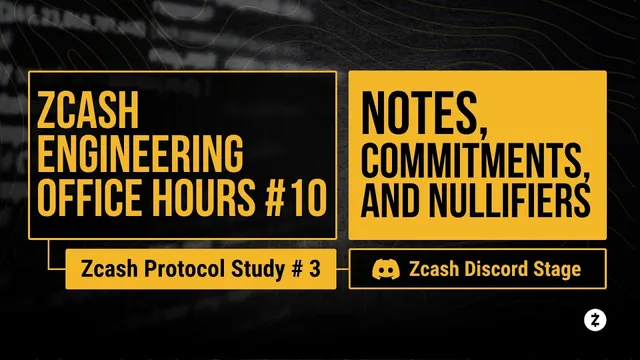 ZCASH
ENGINEERING
OFFICE HOURS #10
NOTES,
COMMITMENTS,
AND NULLIFIERS
Zcash Protocol Study # 3
Zcash Discord Stage